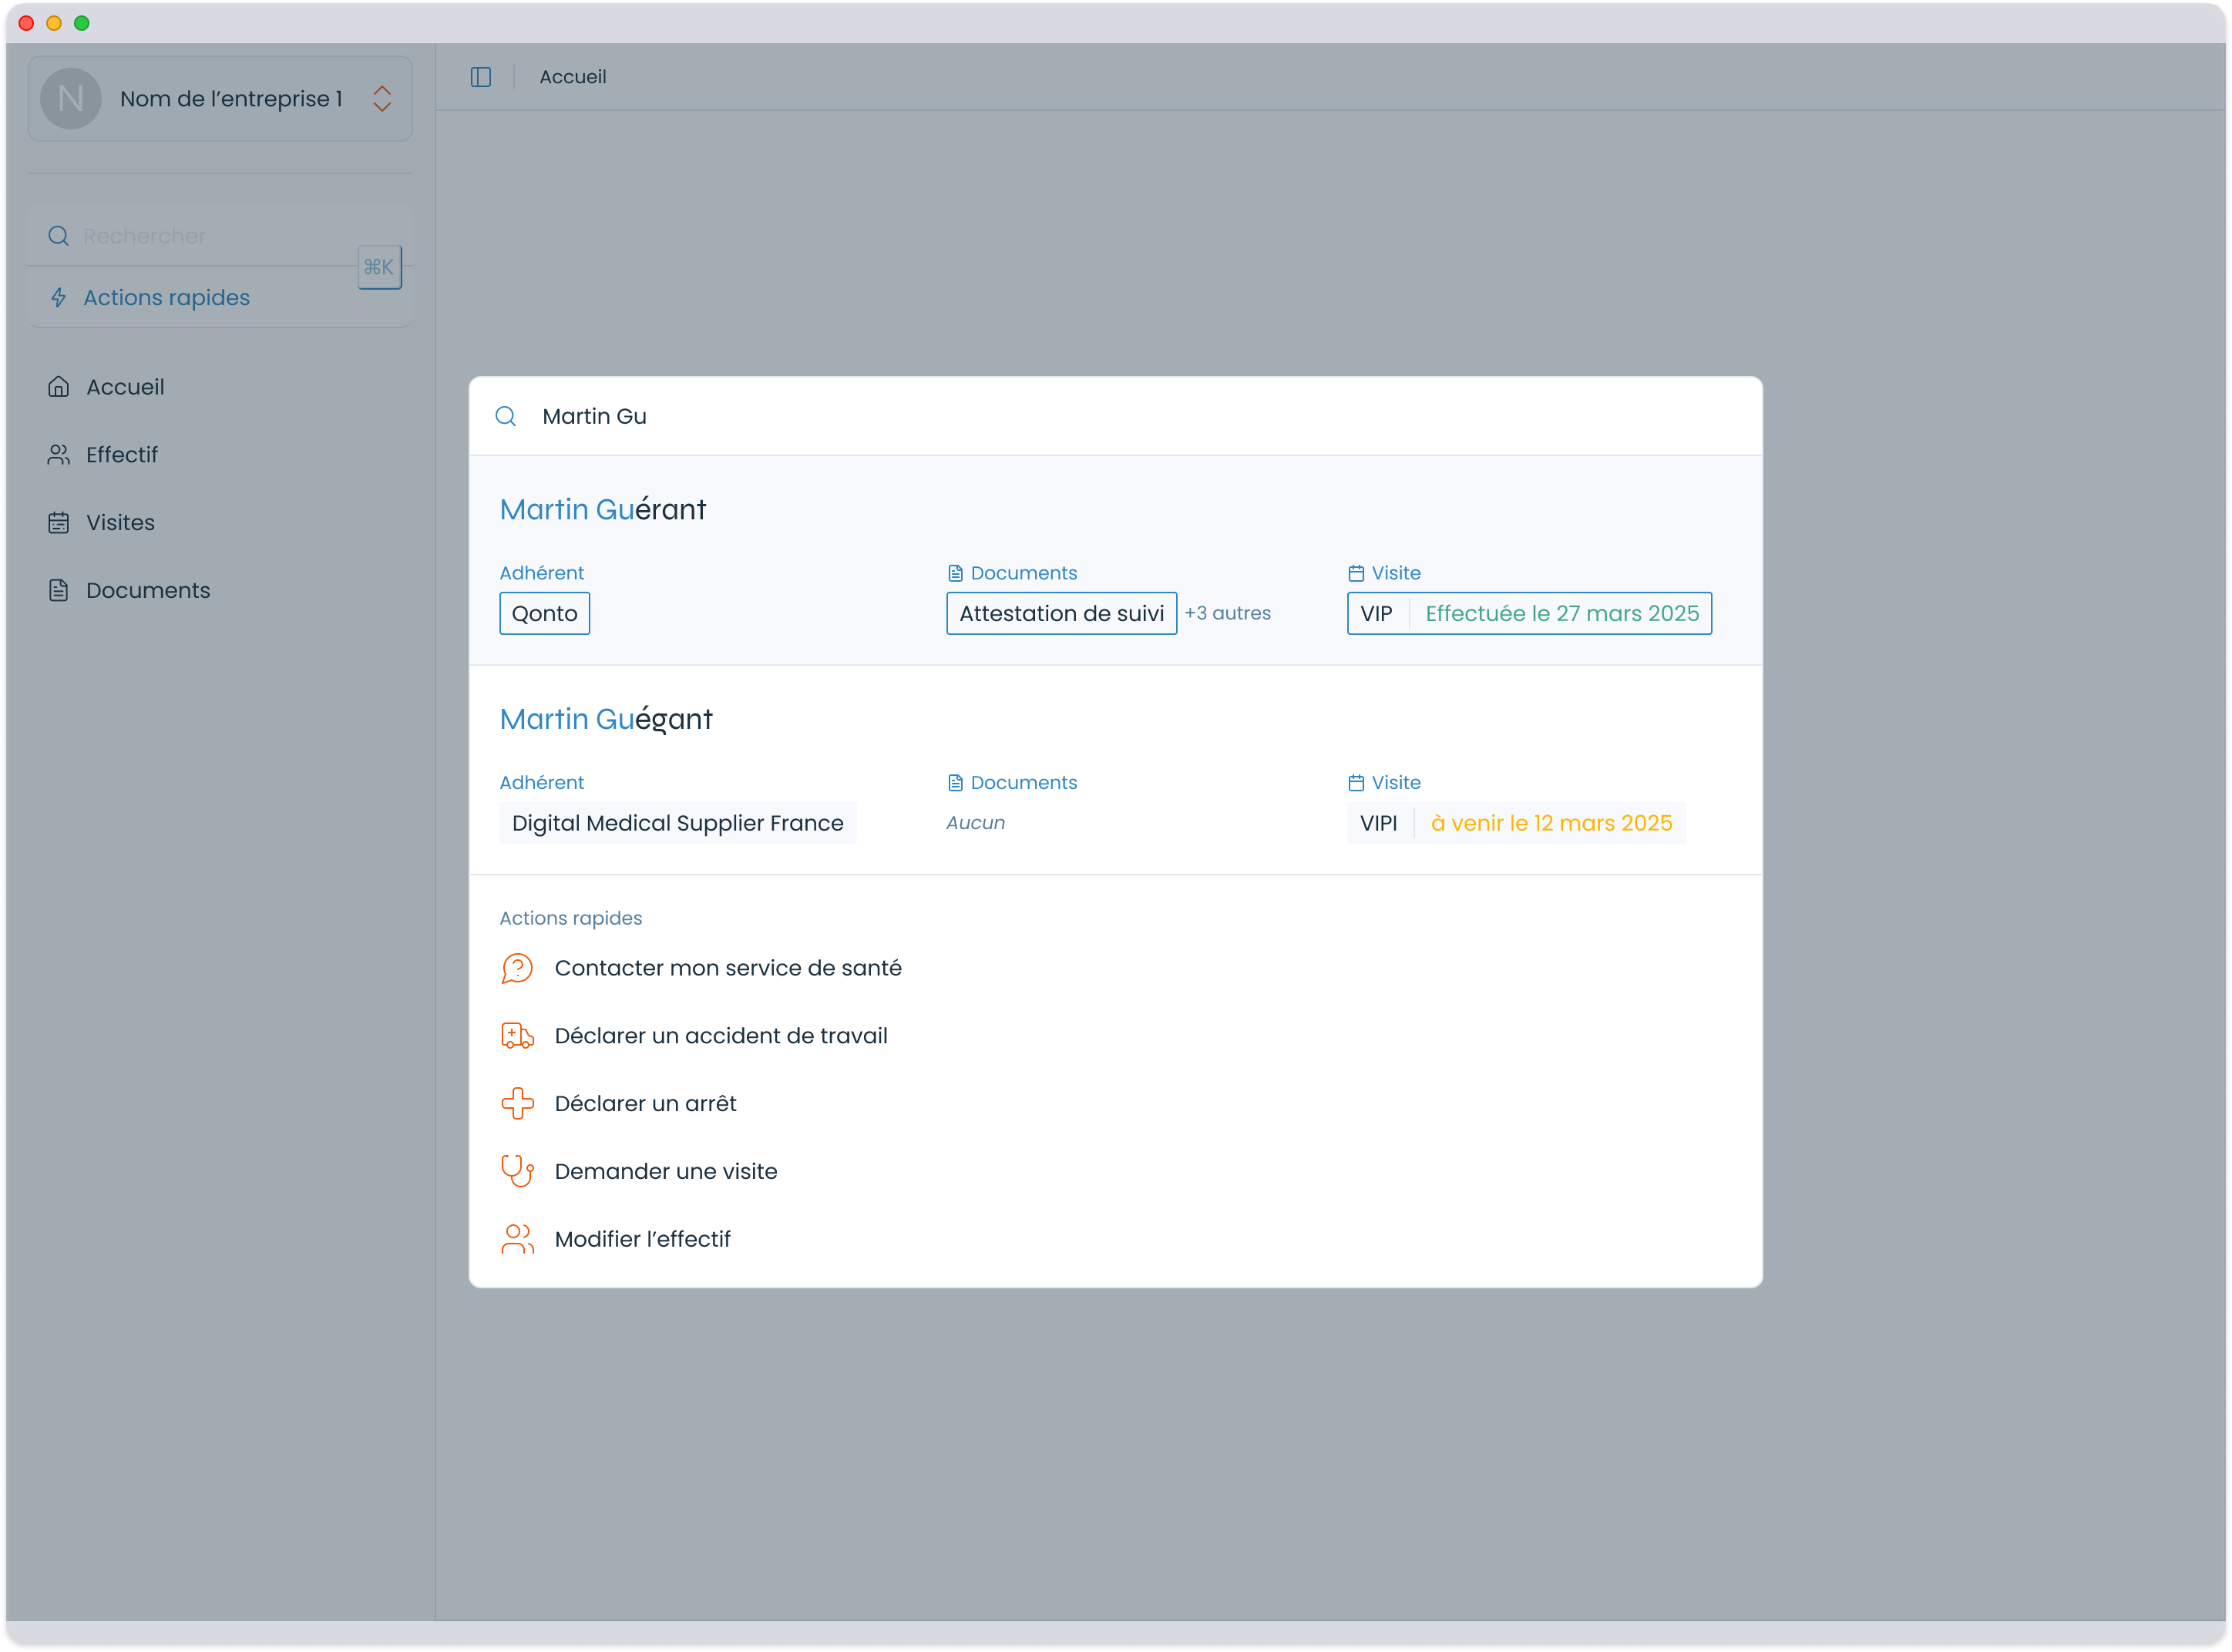 N Nom de l’entreprise 1
Accueil
Rechercher
⌘K
Actions rapides
Accueil
Effectif
Visites
Documents
Martin Gu
Martin Guérant
Adhérent Documents Visite
Qonto Attestation de suivi +3 autres VIP Effectuée le 27 mars 2025
Martin Guégant
Adhérent Documents Visite
Digital Medical Supplier France Aucun VIPI à venir le 12 mars 2025
Actions rapides
Contacter mon service de santé
Déclarer un accident de travail
Déclarer un arrêt
Demander une visite
Modifier l’effectif